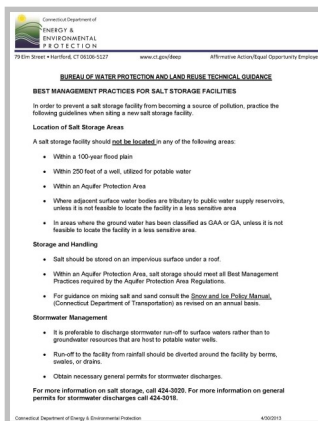 Connecticut Department of
ENERGY &
ENVIRONMENTAL
PROTECTION
79 Elm Street • Hartford, CT 06106-5127 www.ct.gov/deep Affirmative Action/Equal Opportunity Employe
BUREAU OF WATER PROTECTION AND LAND REUSE TECHNICAL GUIDANCE
BEST MANAGEMENT PRACTICES FOR SALT STORAGE FACILITIES
In order to prevent a salt storage facility from becoming a source of pollution, practice the
following guidelines when siting a new salt storage facility.
Location of Salt Storage Areas
A salt storage facility should not be located in any of the following areas:
• Within a 100-year flood plain
• Within 250 feet of a well, utilized for potable water
• Within an Aquifer Protection Area
• Where adjacent surface water bodies are tributary to public water supply reservoirs,
unless it is not feasible to locate the facility in a less sensitive area
• In areas where the ground water has been classified as GAA or GA, unless it is not
feasible to locate the facility in a less sensitive area.
Storage and Handling
• Salt should be stored on an impervious surface under a roof.
• Within an Aquifer Protection Area, salt storage should meet all Best Management
Practices required by the Aquifer Protection Area Regulations.
• For guidance on mixing salt and sand consult the Snow and Ice Policy Manual,
(Connecticut Department of Transportation) as revised on an annual basis.
Stormwater Management
• It is preferable to discharge stormwater run-off to surface waters rather than to
groundwater resources that are host to potable water wells.
• Run-off to the facility from rainfall should be diverted around the facility by berms,
swales, or drains.
• Obtain necessary general permits for stormwater discharges.
For more information on salt storage, call 424-3020. For more information on general
permits for stormwater discharges call 424-3018.
Connecticut Department of Energy & Environmental Protection 4/30/2013